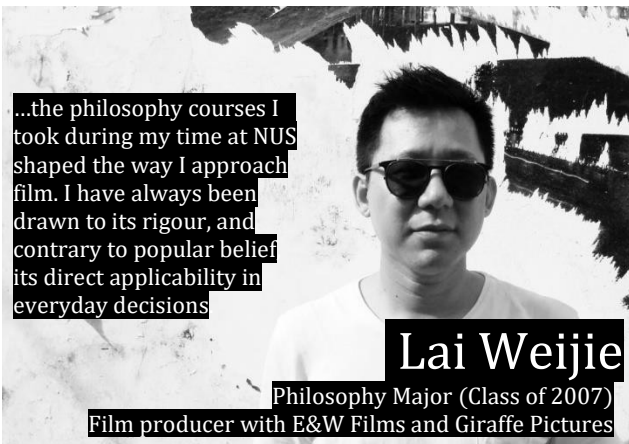 ...the philosophy courses I
took during my time at NUS
shaped the way I approach
film. I have always been
drawn to its rigour, and
contrary to popular belief
its direct applicability in
everyday decisions
Lai Weijie
Philosophy Major (Class of 2007)
Film producer with E&W Films and Giraffe Pictures